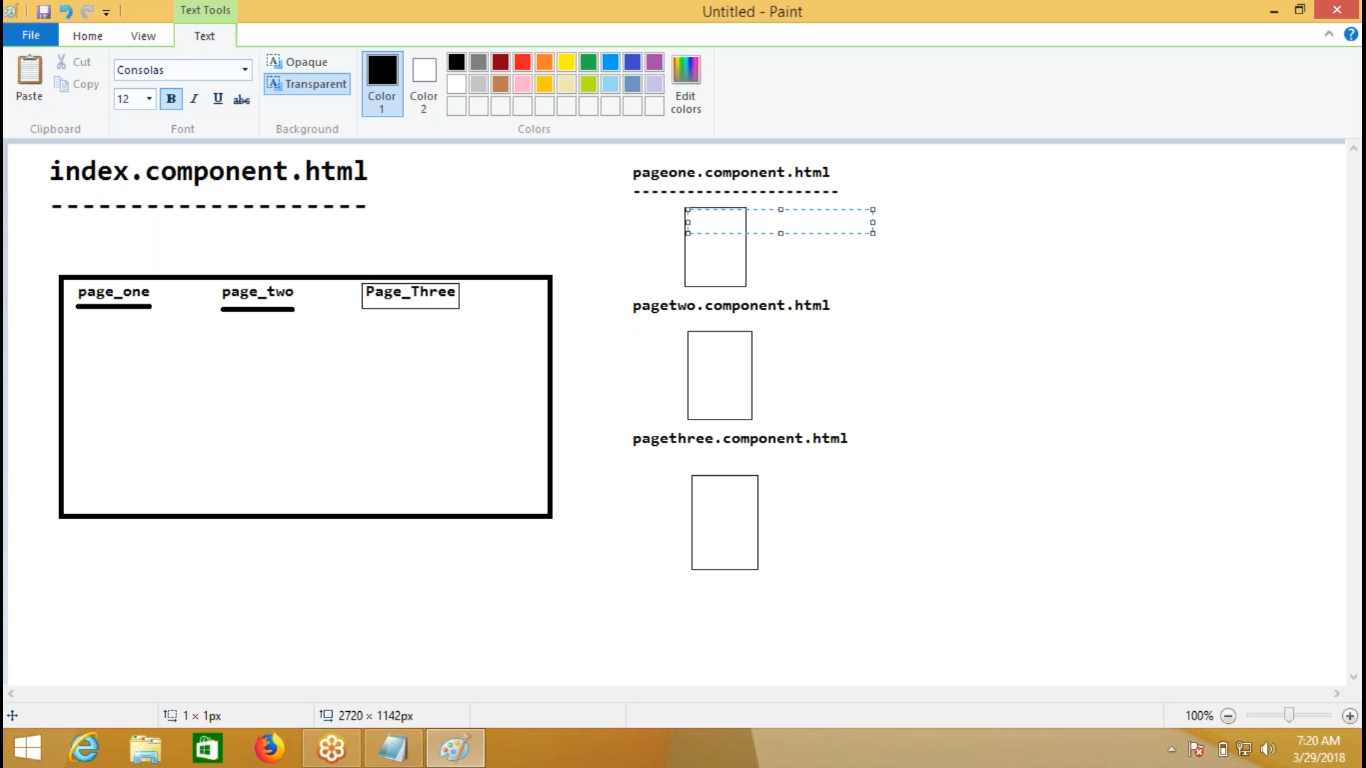 Text Tools
Untitled - Paint
File
Home
View
Text
Paste
Cut
Copy
Clipboard
Consolas
12
B I U abc
Font
Opaque
Transparent
Background
Color 1
Color 2
Edit colors
Colors
index.component.html
--------------------
page_one page_two Page_Three
pageone.component.html
-----------------------
pagetwo.component.html
pagethree.component.html
1 × 1px
2720 × 1142px
100%
7:20 AM
3/29/2018